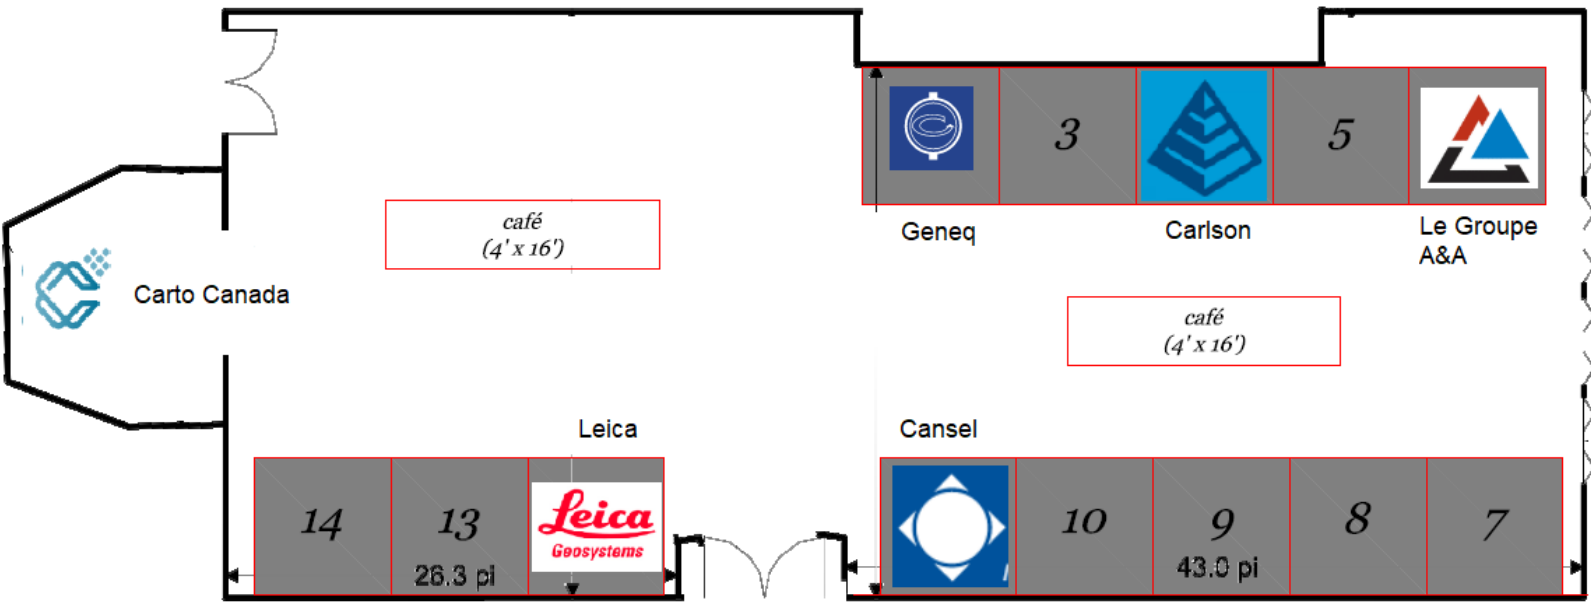 3
5
Geneq
Carlson
Le Groupe
A&A
café
(4' x 16')
Carto Canada
café
(4' x 16')
Leica
Cansel
14
13
Leica
Geosystems
10
9
8
7
26.3 pi
43.0 pi